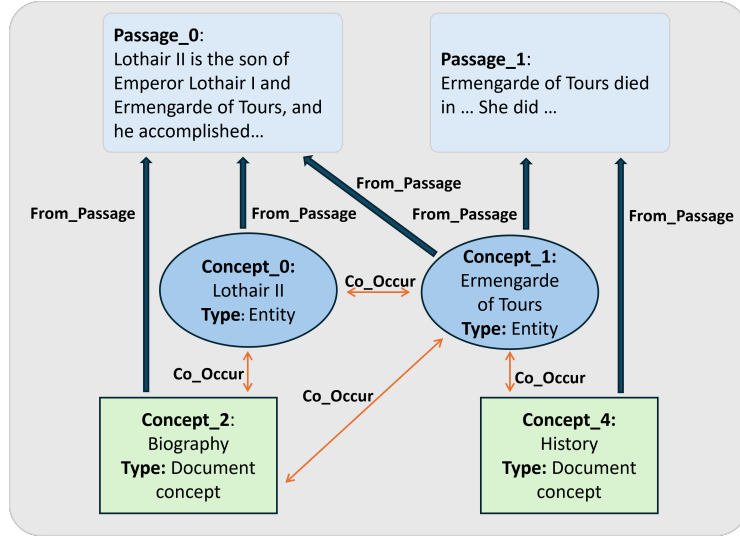 Passage_0:
Lothair II is the son of
Emperor Lothair I and
Ermengarde of Tours, and
he accomplished...
Passage_1:
Ermengarde of Tours died
in ... She did ...
From_Passage
From_Passage
From_Passage
From_Passage
From_Passage
Concept_0:
Lothair II
Type: Entity
Co_Occur
Concept_1:
Ermengarde
of Tours
Type: Entity
Co_Occur
Co_Occur
Co_Occur
Concept_2:
Biography
Type: Document
concept
Concept_4:
History
Type: Document
concept